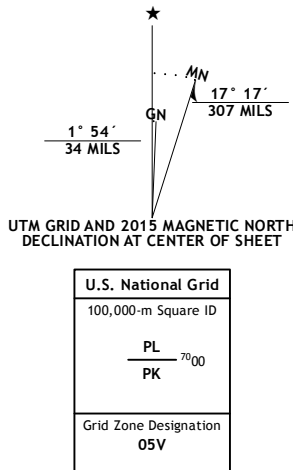 MN
GN
17° 17´
307 MILS
1° 54´
34 MILS
UTM GRID AND 2015 MAGNETIC NORTH
DECLINATION AT CENTER OF SHEET
U.S. National Grid
100,000-m Square ID
PL
7000
PK
Grid Zone Designation
05V